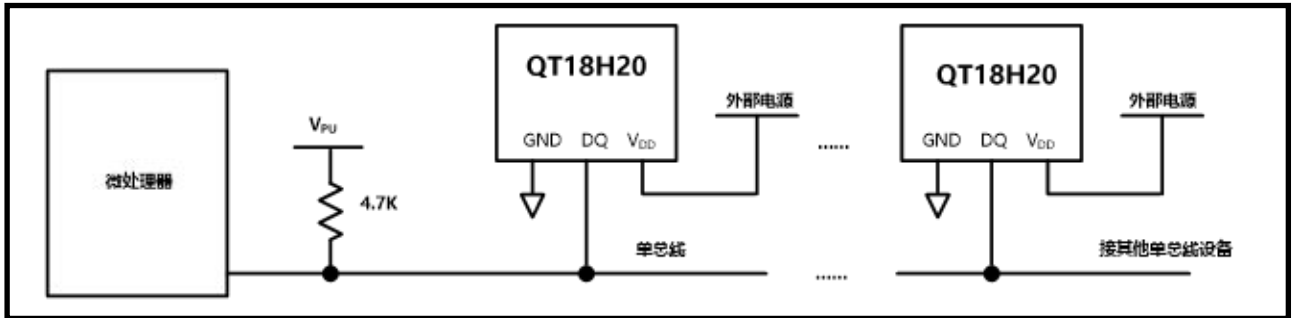 QT18H20
GND DQ VDD
外部电源
......
QT18H20
GND DQ VDD
外部电源
微处理器
VPU
4.7K
单总线
......
接其他单总线设备